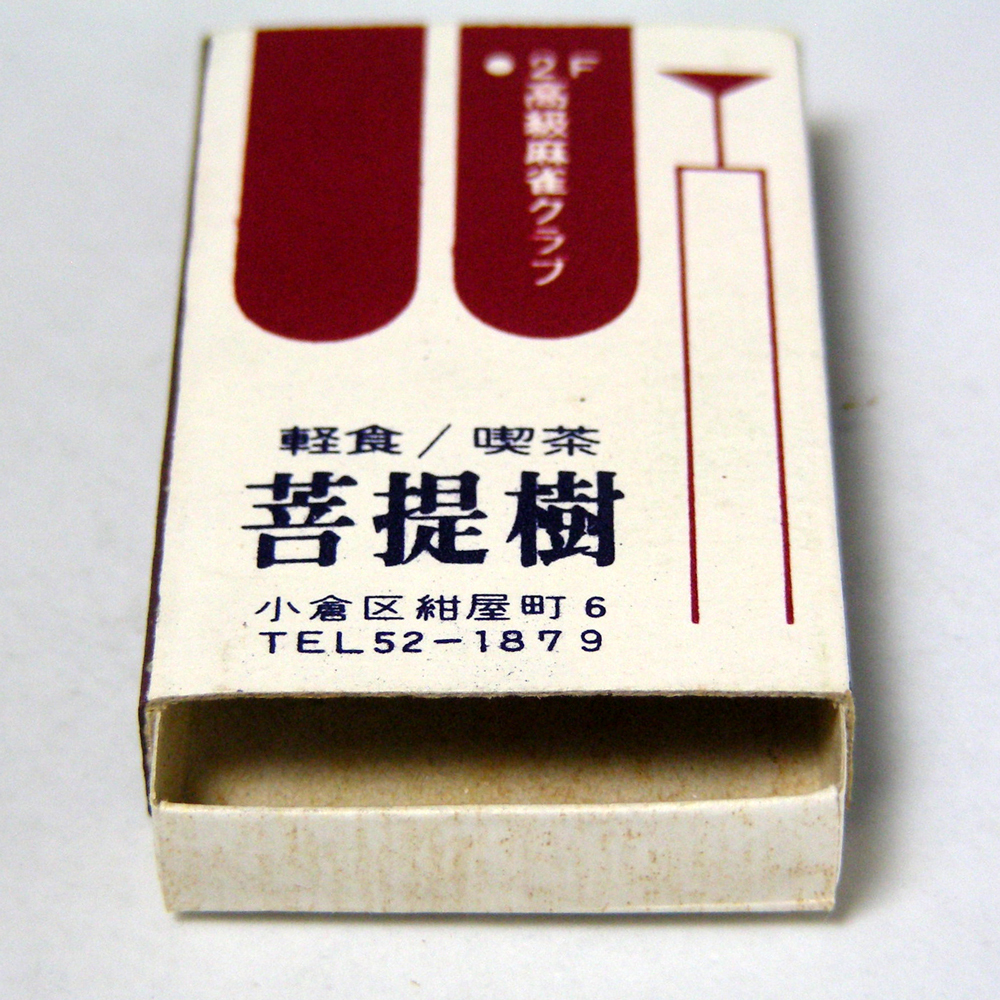 ●2F高級麻雀クラブ
軽食/喫茶
菩提樹
小倉区紺屋町6
TEL52-1879